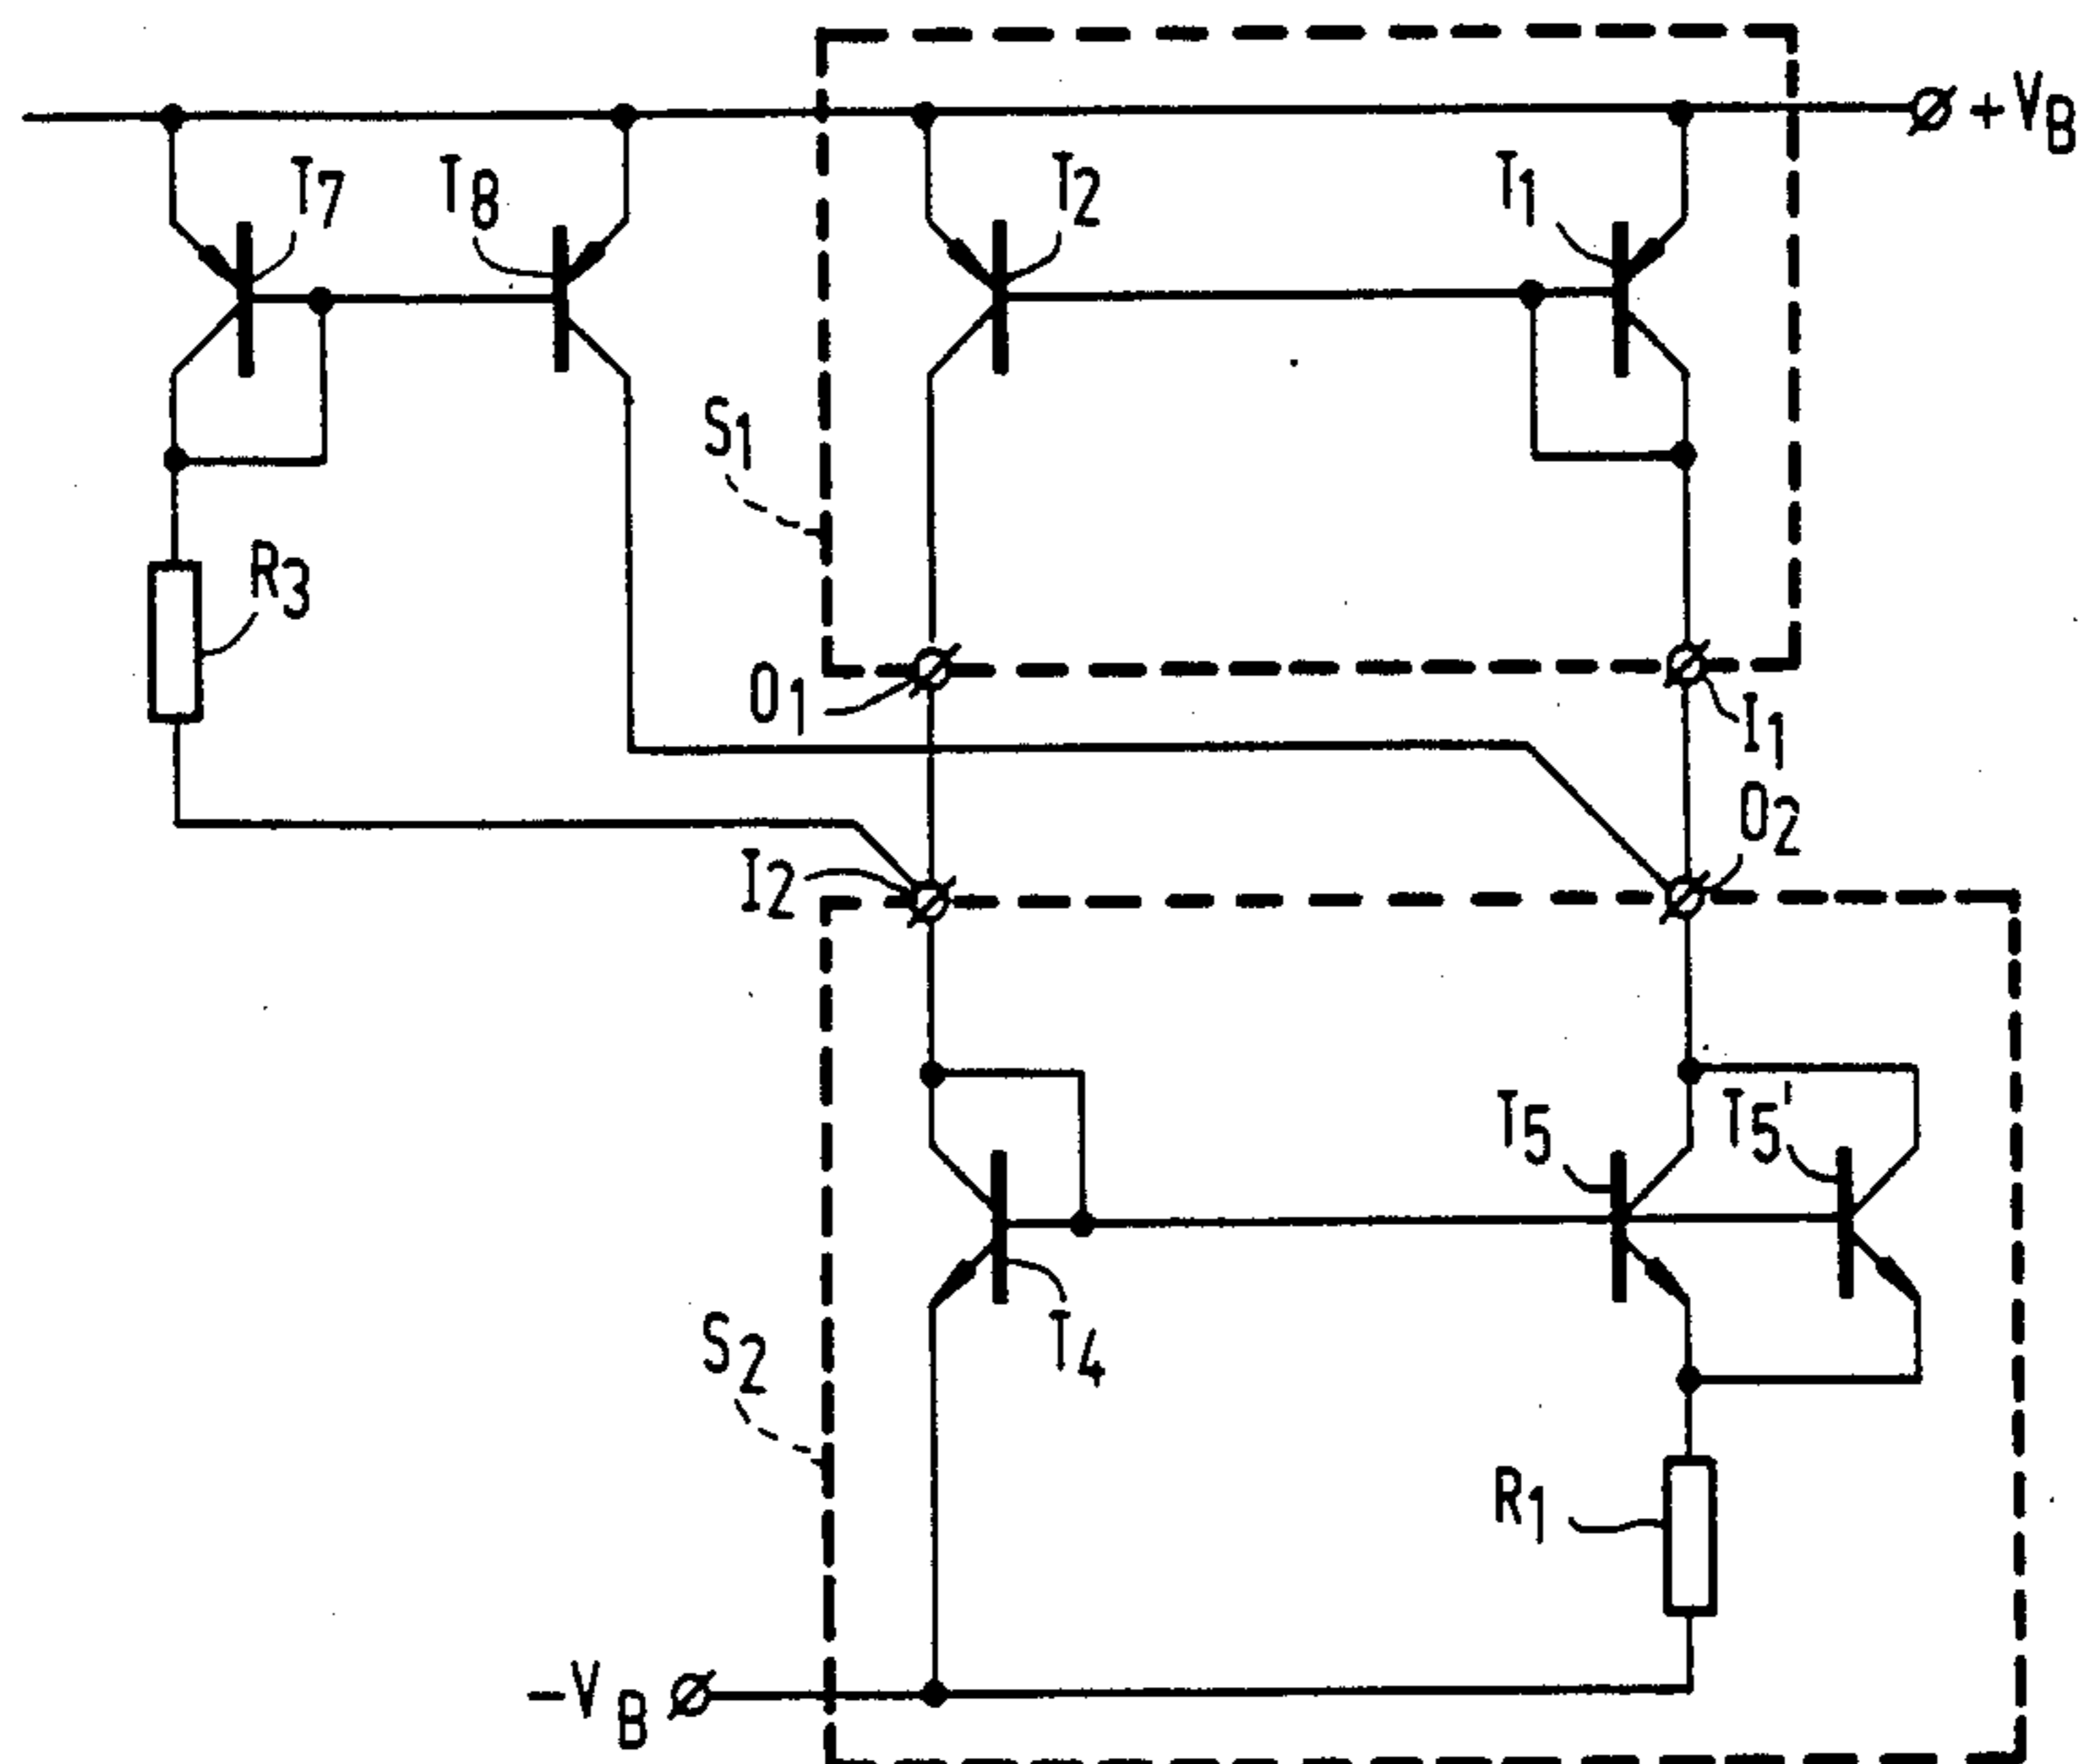 +VB
T7 T8 T2 T1
S1
R3
O1 I1
O2
I2
T5 T5'
T4
S2
R1
-VB